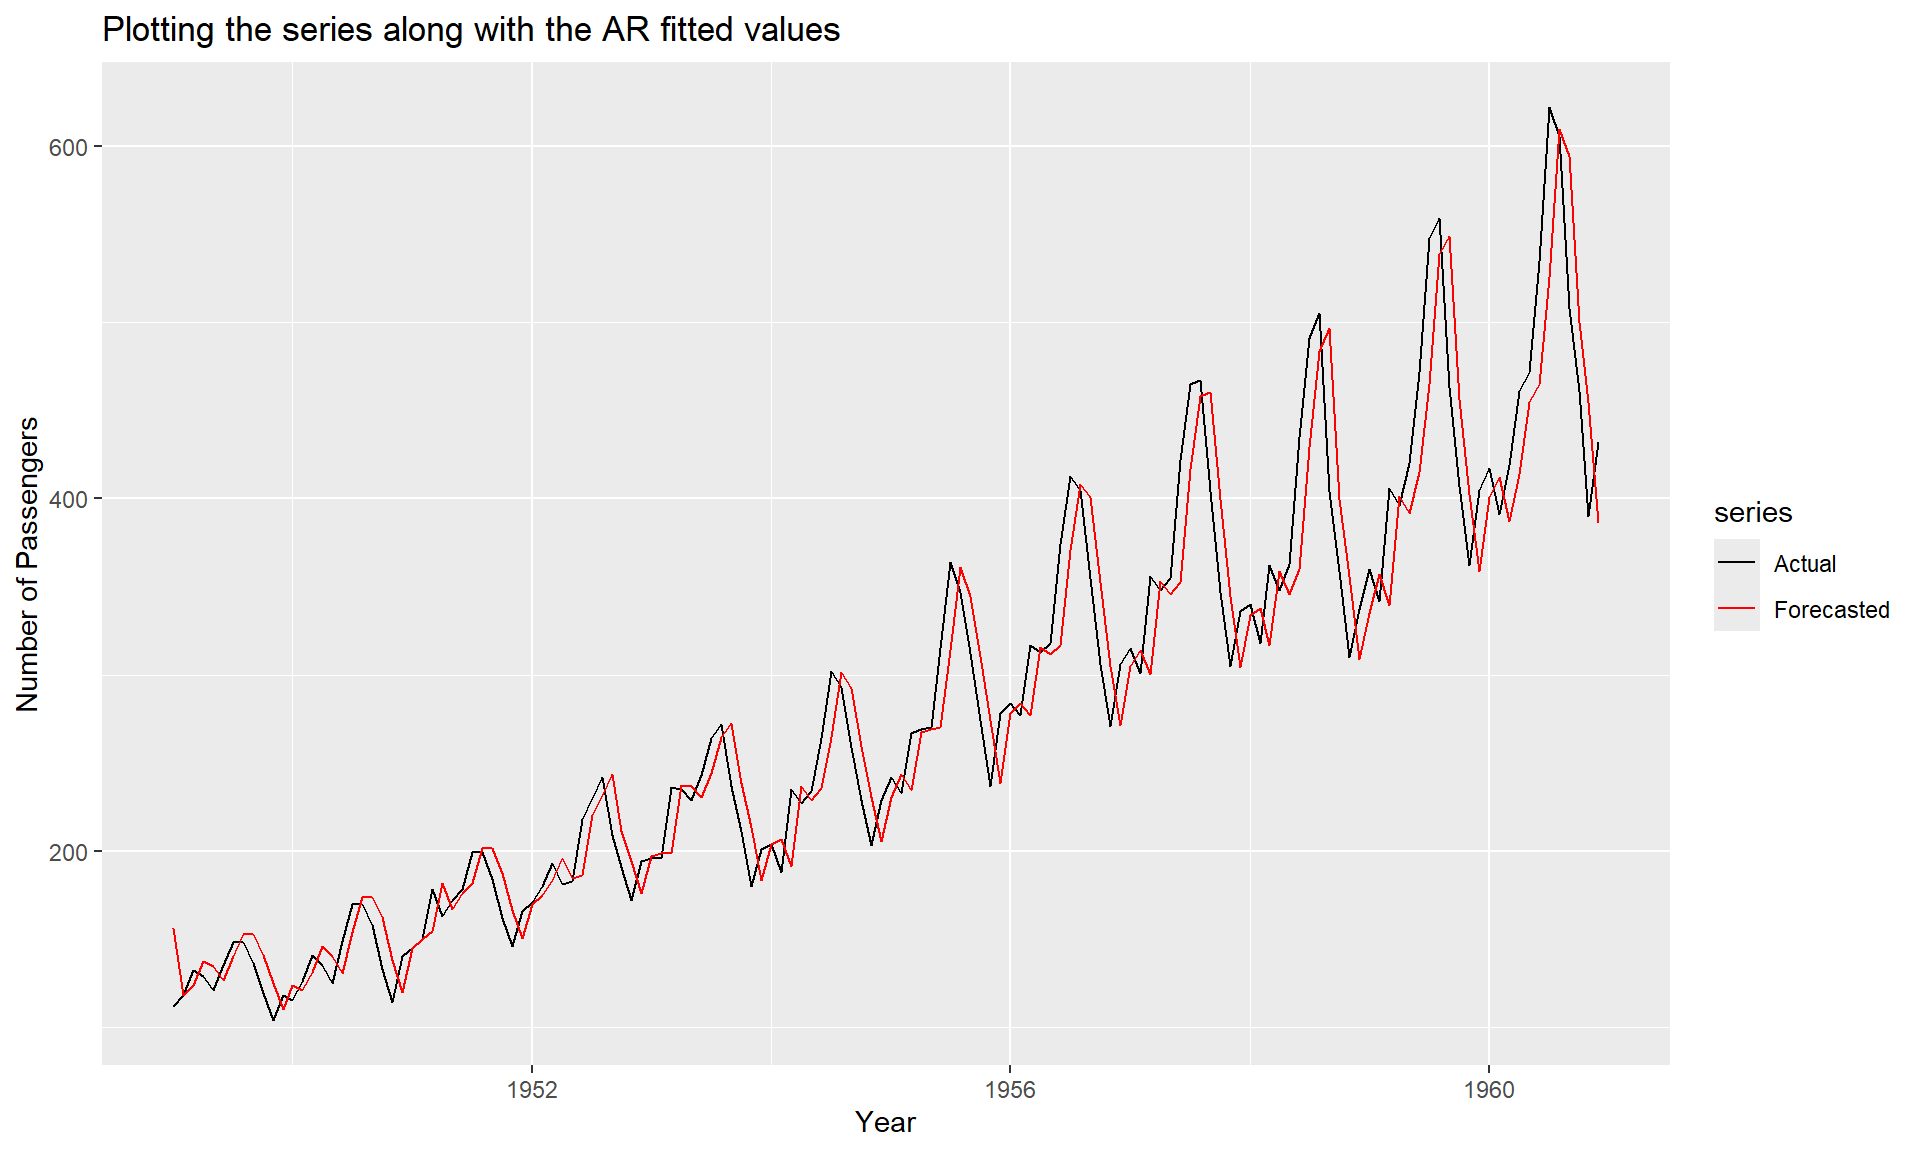 Plotting the series along with the AR fitted values
600
400
200
Number of Passengers
1952
1956
1960
Year
series
Actual
Forecasted